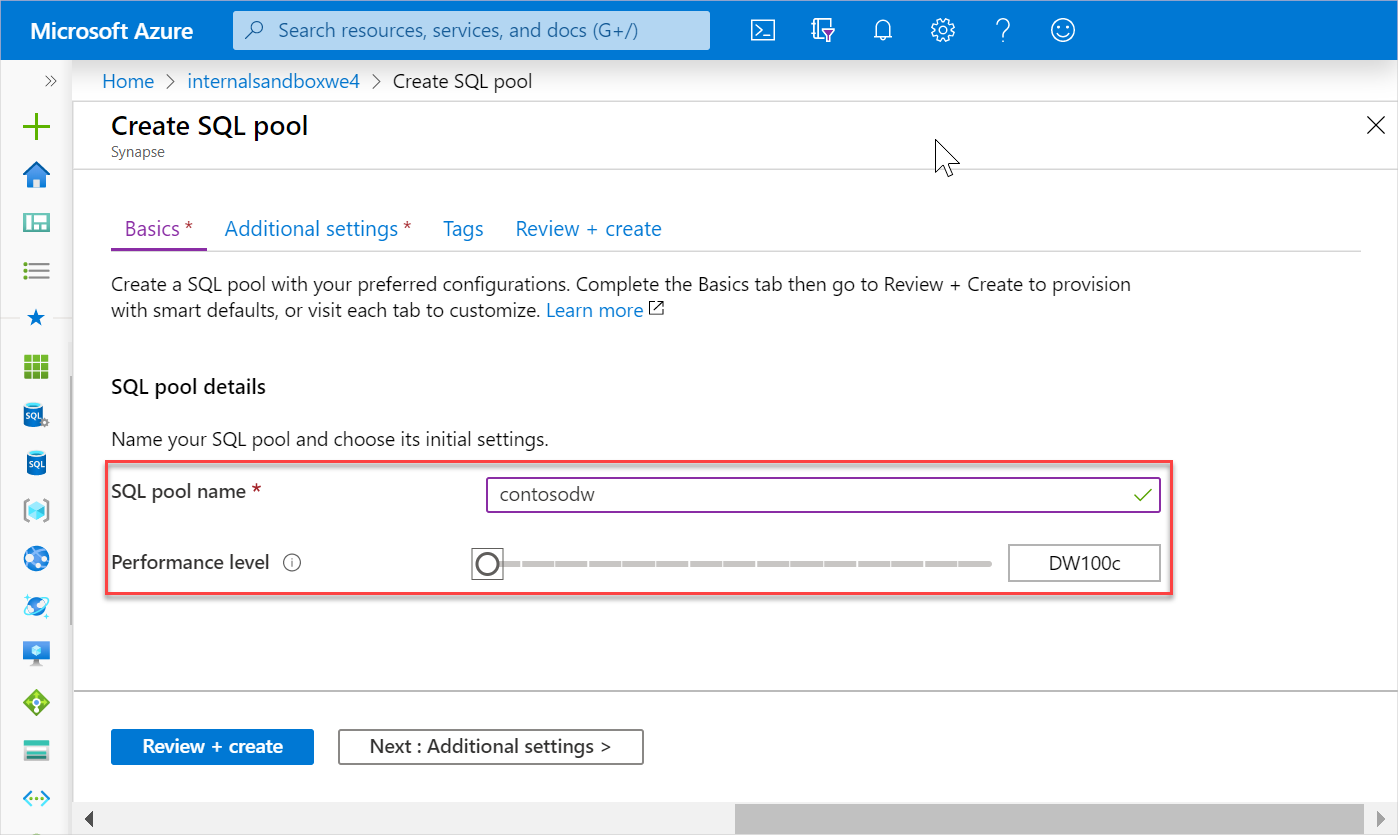 Microsoft Azure
Search resources, services, and docs (G+/)
Home > internalsandboxwe4 > Create SQL pool
Create SQL pool
Synapse
Basics * Additional settings * Tags Review + create
Create a SQL pool with your preferred configurations. Complete the Basics tab then go to Review + Create to provision
with smart defaults, or visit each tab to customize. Learn more
SQL pool details
Name your SQL pool and choose its initial settings.
SQL pool name * contosodw
Performance level DW100c
SQL
SQL
Review + create Next : Additional settings >